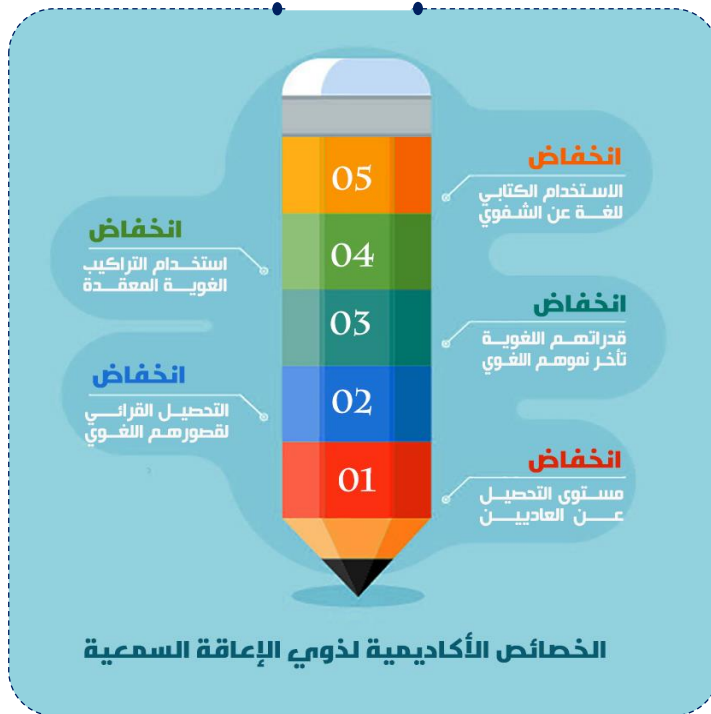 05
انخفاض
الاستخدام الكتابي
للغة عن الشفوي
04
انخفاض
استخدام التراكيب
الغوية المعقدة
03
انخفاض
قدراتهم اللغوية
تأخر نموهم اللغوي
02
انخفاض
التحصيل القرائي
لقصورهم اللغوي
01
انخفاض
مستوى التحصيل
عن العاديين
الخصائص الأكاديمية لذوي الإعاقة السمعية